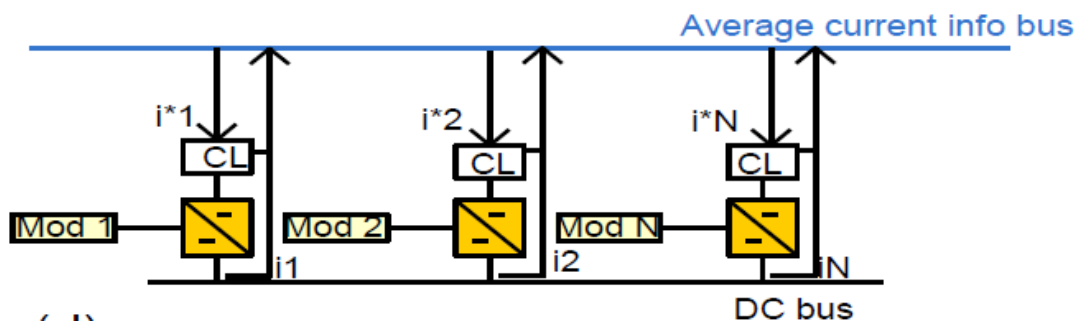 Average current info bus
i*1 i*2 i*N
CL CL CL
Mod 1 Mod 2 Mod N
i1 i2 iN
DC bus